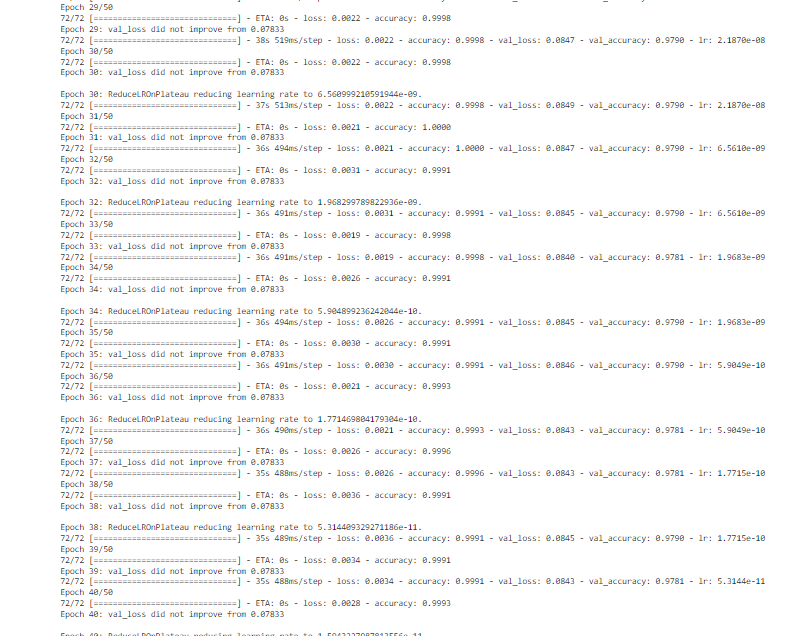 Epoch 29/50
72/72 [==============================] - ETA: 0s - loss: 0.0022 - accuracy: 0.9998
Epoch 29: val_loss did not improve from 0.07833
72/72 [==============================] - 38s 519ms/step - loss: 0.0022 - accuracy: 0.9998 - val_loss: 0.0847 - val_accuracy: 0.9790 - lr: 2.1870e-08
Epoch 30/50
72/72 [==============================] - ETA: 0s - loss: 0.0022 - accuracy: 0.9998
Epoch 30: val_loss did not improve from 0.07833
Epoch 30: ReduceLROnPlateau reducing learning rate to 6.560999210591944e-09.
72/72 [==============================] - 37s 513ms/step - loss: 0.0022 - accuracy: 0.9998 - val_loss: 0.0849 - val_accuracy: 0.9790 - lr: 2.1870e-08
Epoch 31/50
72/72 [==============================] - ETA: 0s - loss: 0.0021 - accuracy: 1.0000
Epoch 31: val_loss did not improve from 0.07833
72/72 [==============================] - 36s 494ms/step - loss: 0.0021 - accuracy: 1.0000 - val_loss: 0.0847 - val_accuracy: 0.9790 - lr: 6.5610e-09
Epoch 32/50
72/72 [==============================] - ETA: 0s - loss: 0.0031 - accuracy: 0.9991
Epoch 32: val_loss did not improve from 0.07833
Epoch 32: ReduceLROnPlateau reducing learning rate to 1.968299789822936e-09.
72/72 [==============================] - 36s 491ms/step - loss: 0.0031 - accuracy: 0.9991 - val_loss: 0.0845 - val_accuracy: 0.9790 - lr: 6.5610e-09
Epoch 33/50
72/72 [==============================] - ETA: 0s - loss: 0.0019 - accuracy: 0.9998
Epoch 33: val_loss did not improve from 0.07833
72/72 [==============================] - 36s 491ms/step - loss: 0.0019 - accuracy: 0.9998 - val_loss: 0.0840 - val_accuracy: 0.9781 - lr: 1.9683e-09
Epoch 34/50
72/72 [==============================] - ETA: 0s - loss: 0.0026 - accuracy: 0.9991
Epoch 34: val_loss did not improve from 0.07833
Epoch 34: ReduceLROnPlateau reducing learning rate to 5.904899236242044e-10.
72/72 [==============================] - 36s 494ms/step - loss: 0.0026 - accuracy: 0.9991 - val_loss: 0.0845 - val_accuracy: 0.9790 - lr: 1.9683e-09
Epoch 35/50
72/72 [==============================] - ETA: 0s - loss: 0.0030 - accuracy: 0.9991
Epoch 35: val_loss did not improve from 0.07833
72/72 [==============================] - 36s 491ms/step - loss: 0.0030 - accuracy: 0.9991 - val_loss: 0.0846 - val_accuracy: 0.9790 - lr: 5.9049e-10
Epoch 36/50
72/72 [==============================] - ETA: 0s - loss: 0.0021 - accuracy: 0.9993
Epoch 36: val_loss did not improve from 0.07833
Epoch 36: ReduceLROnPlateau reducing learning rate to 1.771469804179304e-10.
72/72 [==============================] - 36s 490ms/step - loss: 0.0021 - accuracy: 0.9993 - val_loss: 0.0843 - val_accuracy: 0.9781 - lr: 5.9049e-10
Epoch 37/50
72/72 [==============================] - ETA: 0s - loss: 0.0026 - accuracy: 0.9996
Epoch 37: val_loss did not improve from 0.07833
72/72 [==============================] - 35s 488ms/step - loss: 0.0026 - accuracy: 0.9996 - val_loss: 0.0843 - val_accuracy: 0.9781 - lr: 1.7715e-10
Epoch 38/50
72/72 [==============================] - ETA: 0s - loss: 0.0036 - accuracy: 0.9991
Epoch 38: val_loss did not improve from 0.07833
Epoch 38: ReduceLROnPlateau reducing learning rate to 5.314409329271186e-11.
72/72 [==============================] - 35s 489ms/step - loss: 0.0036 - accuracy: 0.9991 - val_loss: 0.0845 - val_accuracy: 0.9790 - lr: 1.7715e-10
Epoch 39/50
72/72 [==============================] - ETA: 0s - loss: 0.0034 - accuracy: 0.9991
Epoch 39: val_loss did not improve from 0.07833
72/72 [==============================] - 35s 488ms/step - loss: 0.0034 - accuracy: 0.9991 - val_loss: 0.0843 - val_accuracy: 0.9781 - lr: 5.3144e-11
Epoch 40/50
72/72 [==============================] - ETA: 0s - loss: 0.0028 - accuracy: 0.9993
Epoch 40: val_loss did not improve from 0.07833